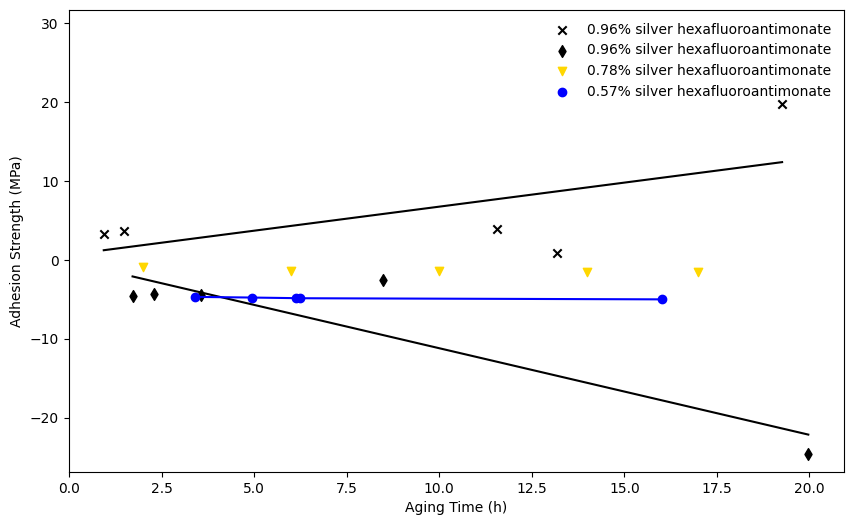 30
20
10
0
−10
−20
Adhesion Strength (MPa)
0.96% silver hexafluoroantimonate
0.96% silver hexafluoroantimonate
0.78% silver hexafluoroantimonate
0.57% silver hexafluoroantimonate
0.0 2.5 5.0 7.5 10.0 12.5 15.0 17.5 20.0
Aging Time (h)